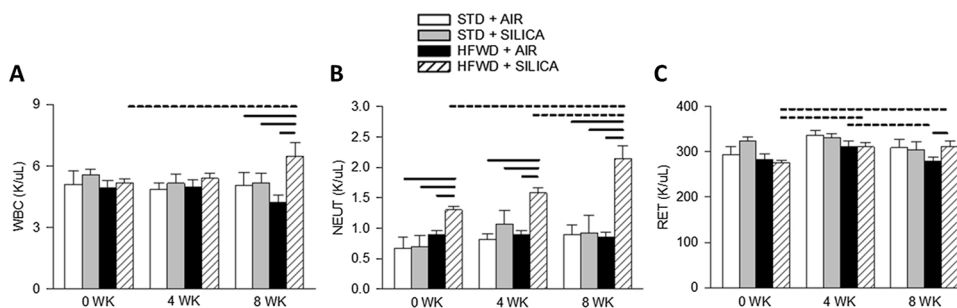 STD + AIR
STD + SILICA
HFWD + AIR
HFWD + SILICA
A
WBC (K/uL)
9
6
3
0
0 WK 4 WK 8 WK
B
NEUT (K/uL)
3.0
2.5
2.0
1.5
1.0
0.5
0.0
0 WK 4 WK 8 WK
C
RET (K/uL)
400
300
200
100
0
0 WK 4 WK 8 WK